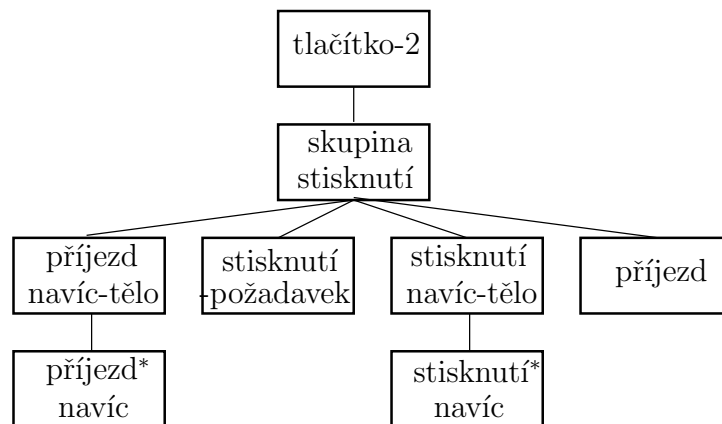 tlačítko-2
skupina
stisknutí
příjezd
navíc-tělo
stisknutí
-požadavek
stisknutí
navíc-tělo
příjezd
příjezd*
navíc
stisknutí*
navíc